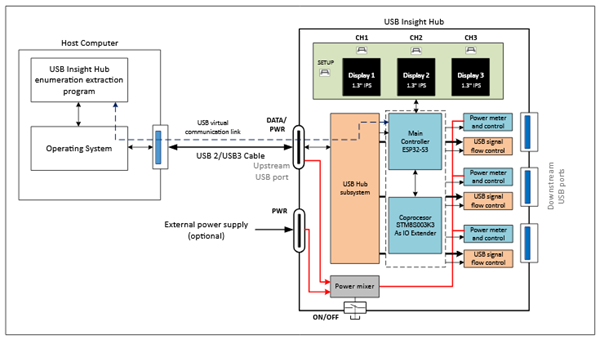 USB Insight Hub
Host Computer
CH1
CH2
CH3
SETUP
Display 1
1.3" IPS
Display 2
1.3" IPS
Display 3
1.3" IPS
USB Insight Hub
enumeration extraction
program
Operating System
USB virtual
communication link
DATA/
PWR
USB 2/USB3 Cable
Upstream
USB port
PWR
External power supply
(optional)
USB Hub
subsystem
Main
Controller
ESP32-S3
Coprocesor
STM8S003K3
As IO Extender
Power meter
and control
USB signal
flow control
Power meter
and control
USB signal
flow control
Power meter
and control
USB signal
flow control
Downstream
USB ports
Power mixer
ON/OFF